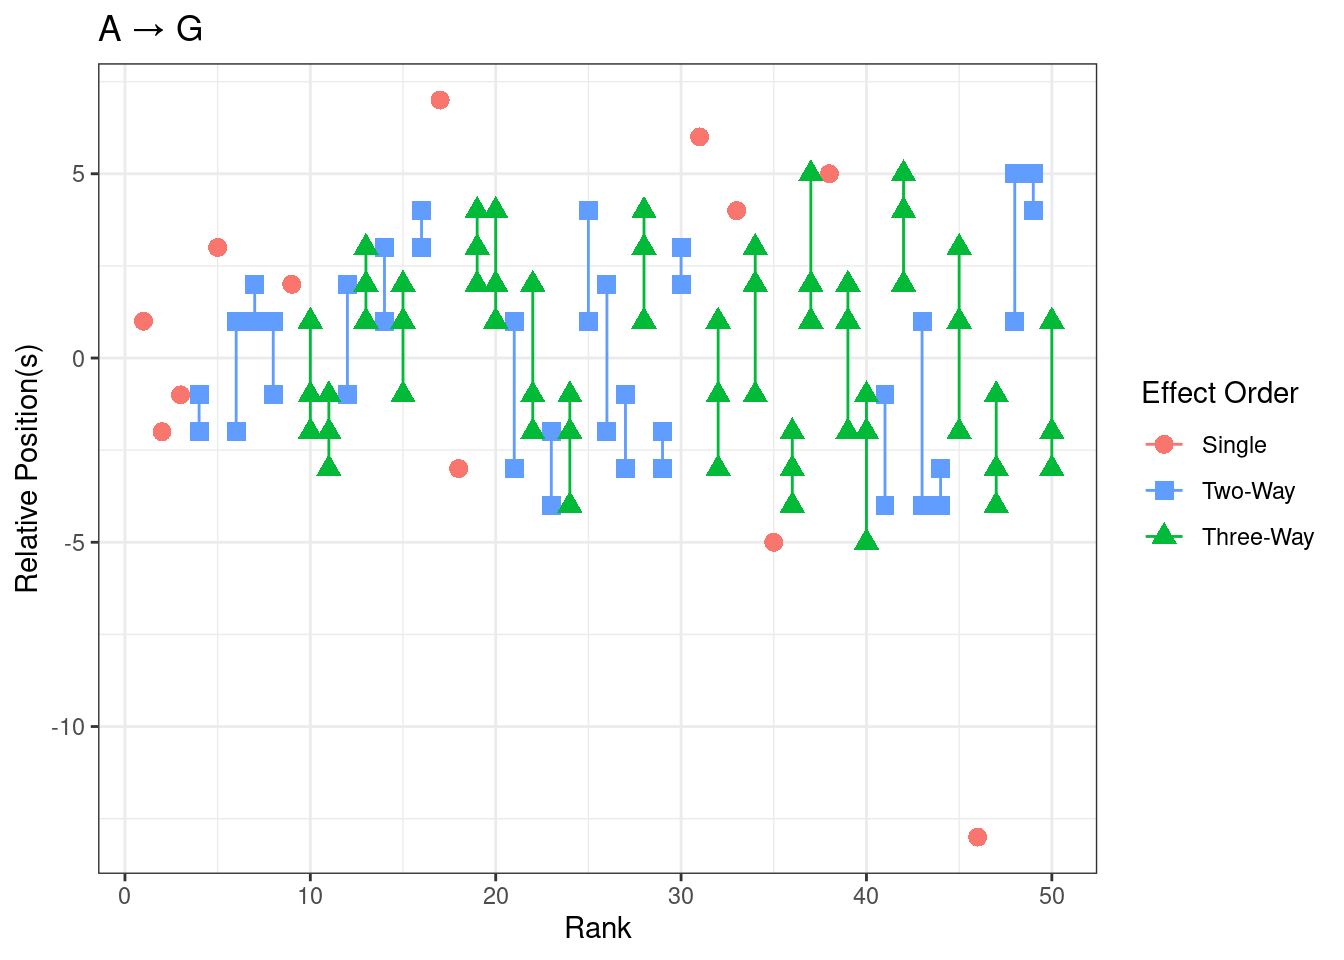 A → G
Relative Position(s)
5
0
-5
-10
0 10 20 30 40 50
Rank
Effect Order
Single
Two-Way
Three-Way